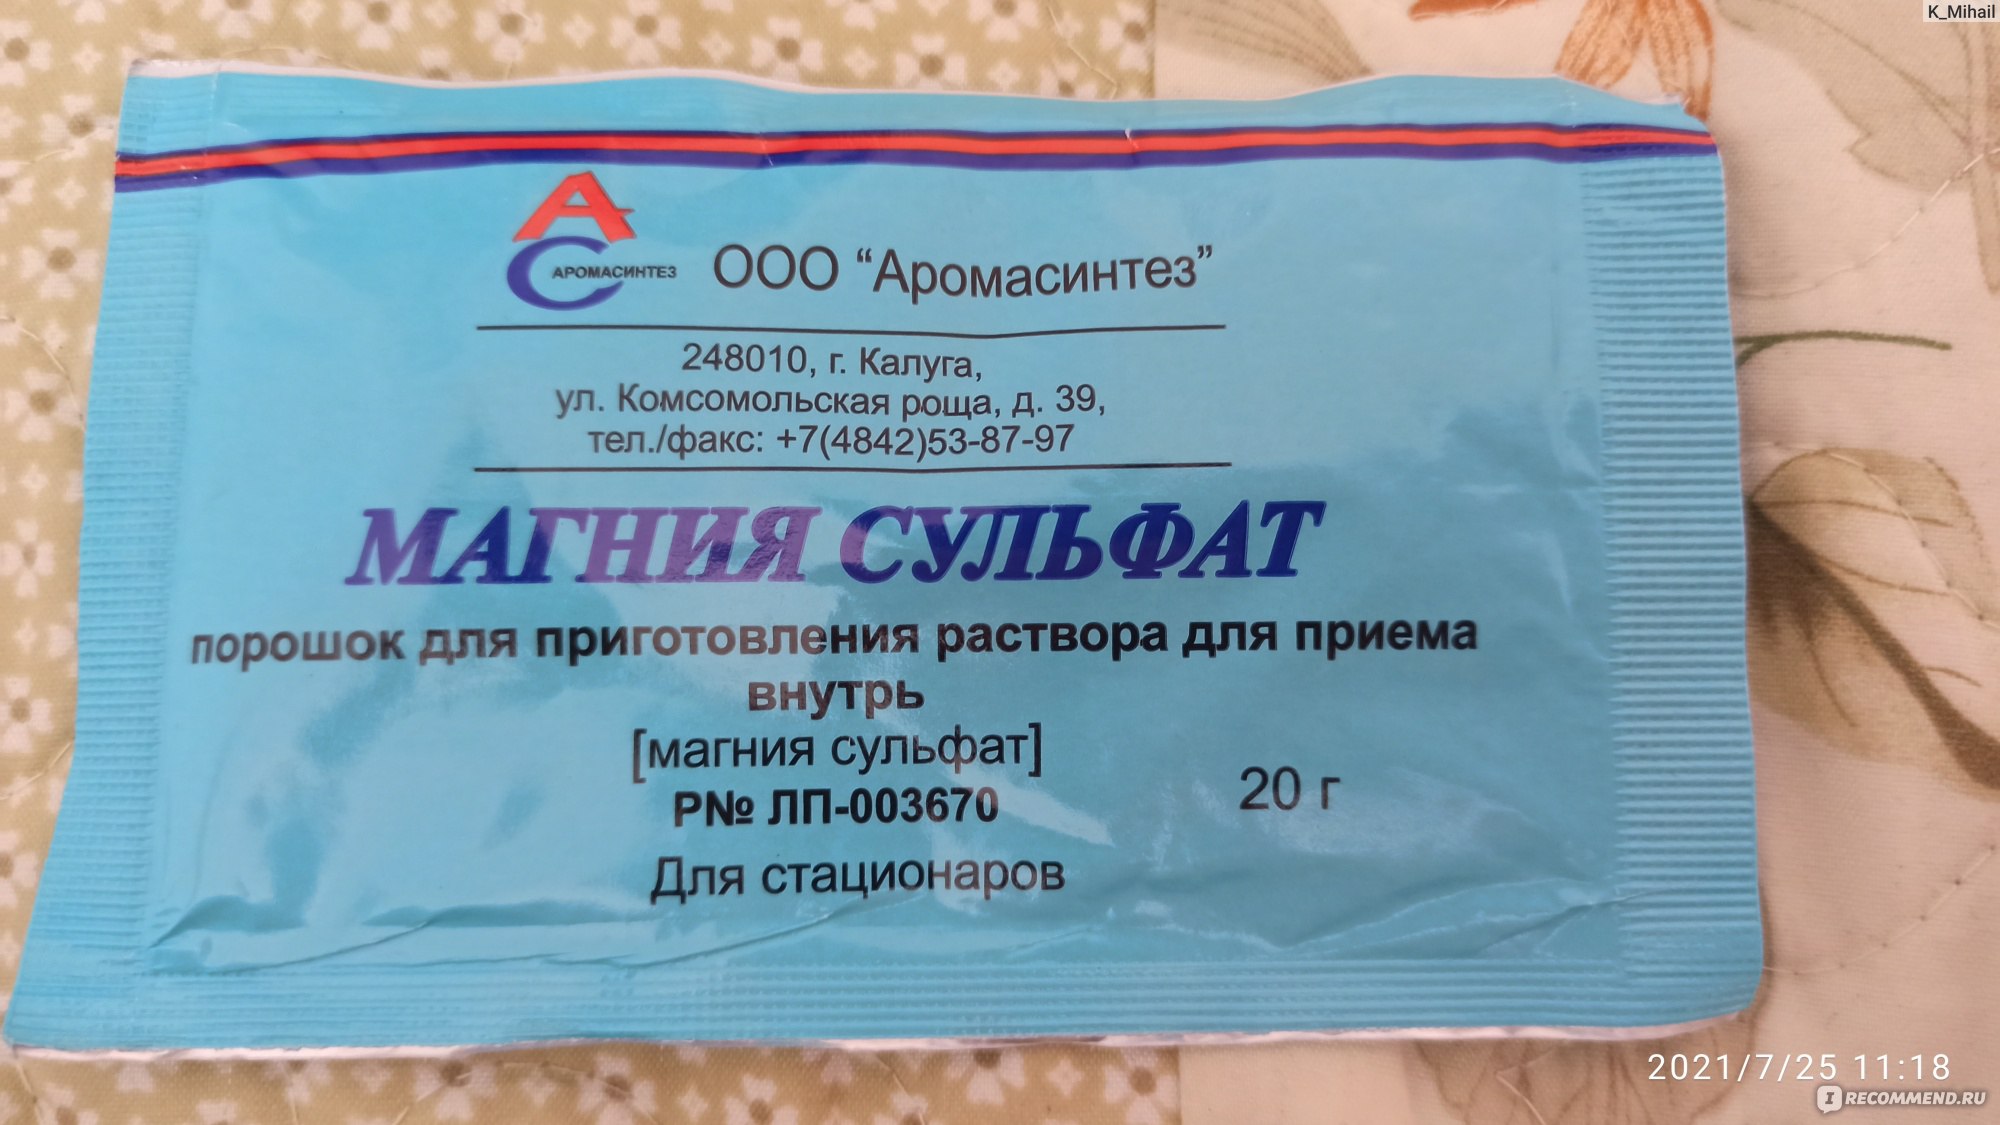 K_Mihail
АС
АРОМАСИНТЕЗ
ООО “Аромасинтез”
248010, г. Калуга,
ул. Комсомольская роща, д. 39,
тел./факс: +7(4842)53-87-97
МАГНИЯ СУЛЬФАТ
порошок для приготовления раствора для приема
внутрь
[магния сульфат]
Р№ ЛП-003670
20 г
Для стационаров
2021/7/25 11:18
IRECOMMEND.RU